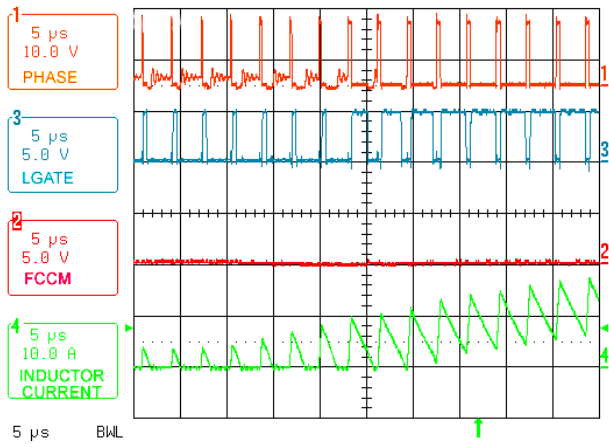 1
5 µs
10.0 V
PHASE
1
3
5 µs
5.0 V
LGATE
3
2
5 µs
5.0 V
FCCM
2
4
5 µs
10.0 A
INDUCTOR
CURRENT
4
5 µs BWL